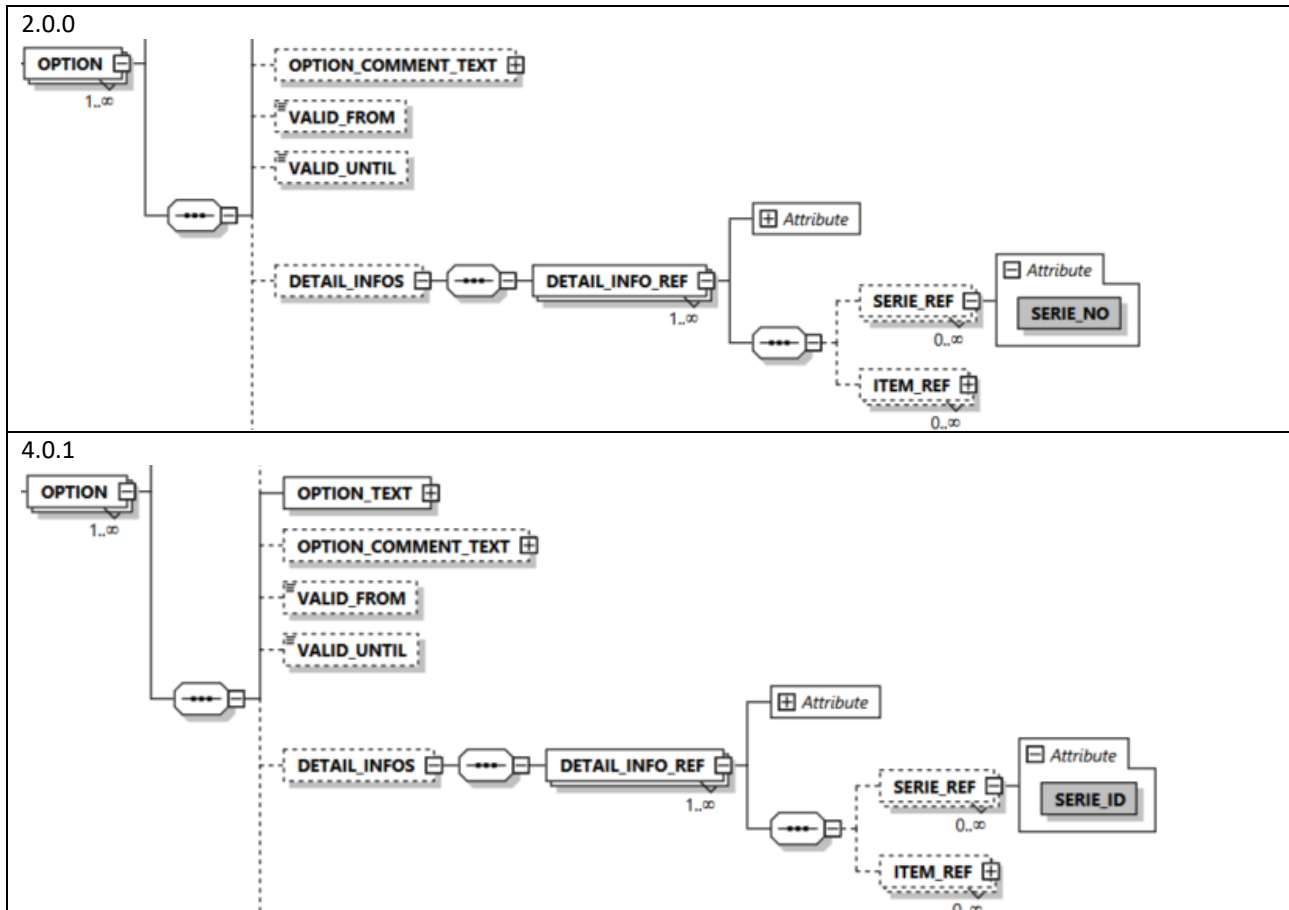 2.0.0
OPTION
1..∞
OPTION_COMMENT_TEXT
VALID_FROM
VALID_UNTIL
DETAIL_INFOS
DETAIL_INFO_REF
1..∞
Attribute
SERIE_REF
0..∞
Attribute
SERIE_NO
ITEM_REF
0..∞
4.0.1
OPTION
1..∞
OPTION_TEXT
OPTION_COMMENT_TEXT
VALID_FROM
VALID_UNTIL
DETAIL_INFOS
DETAIL_INFO_REF
1..∞
Attribute
SERIE_REF
0..∞
Attribute
SERIE_ID
ITEM_REF
0..∞